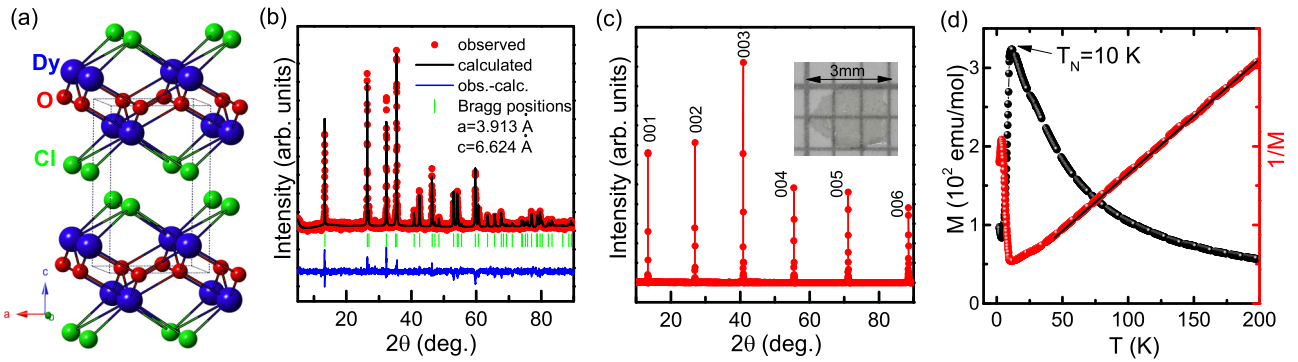 (a)
Dy
O
Cl
c
a
b
(b)
observed
calculated
obs.-calc.
Bragg positions
a=3.913 Å
c=6.624 Å
Intensity (arb. units)
20 40 60 80
2θ (deg.)
(c)
001
002
003
004
005
006
3mm
Intensity (arb. units)
20 40 60 80
2θ (deg.)
(d)
T_N=10 K
M (10² emu/mol)
3
2
1
0
0 50 100 150 200
T (K)
1/M